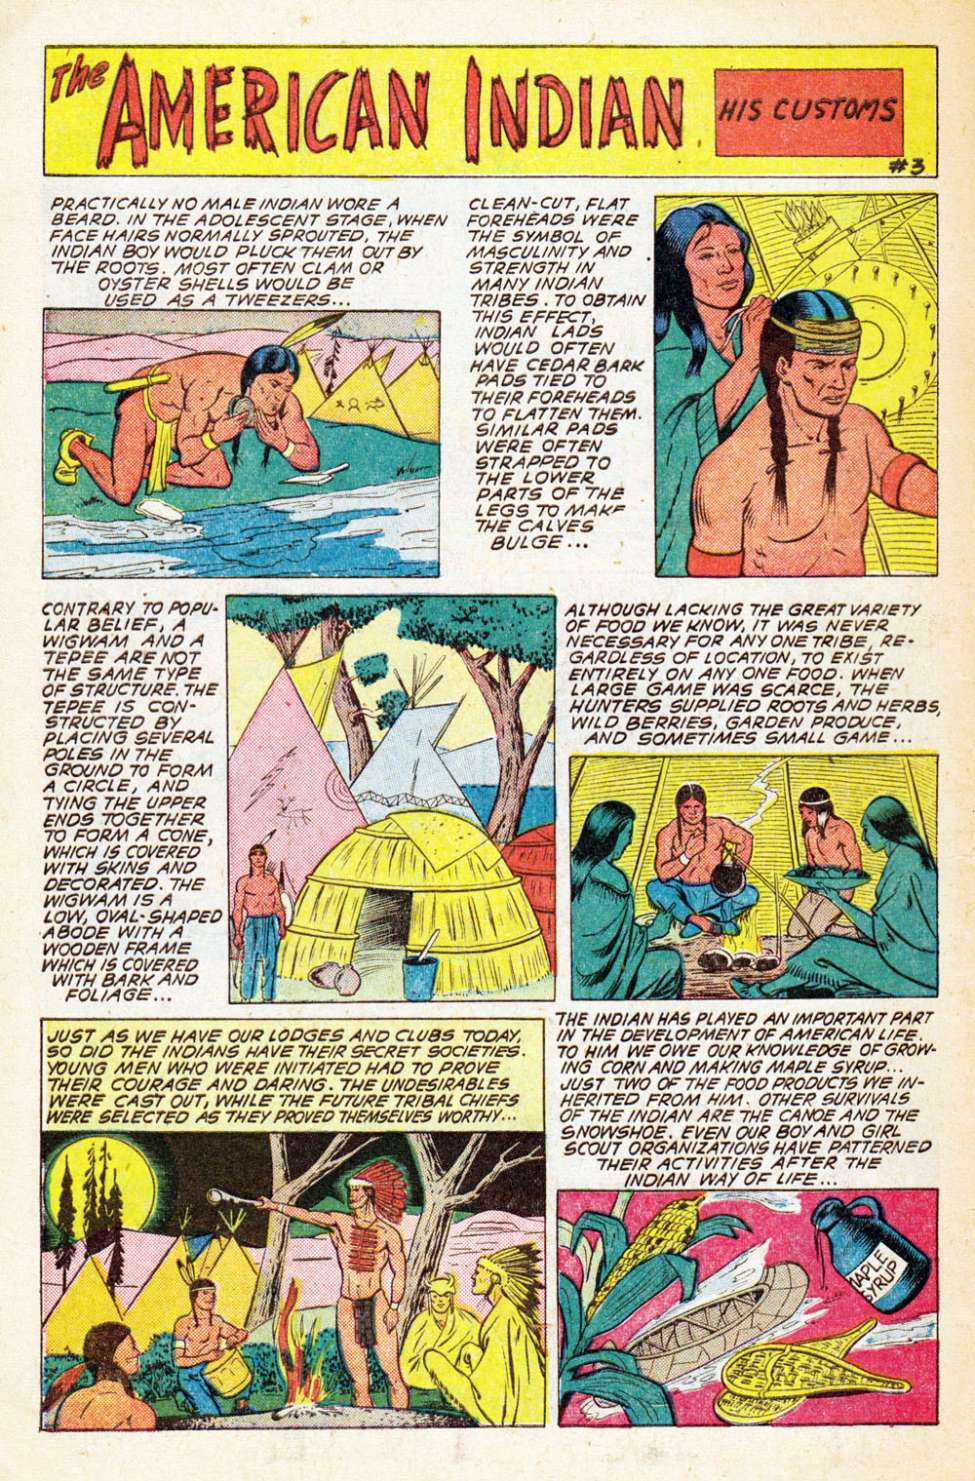 The AMERICAN INDIAN
HIS CUSTOMS
#3
PRACTICALLY NO MALE INDIAN WORE A
BEARD. IN THE ADOLESCENT STAGE, WHEN
FACE HAIRS NORMALLY SPROUTED, THE
INDIAN BOY WOULD PLUCK THEM OUT BY
THE ROOTS. MOST OFTEN CLAM OR
OYSTER SHELLS WOULD BE
USED AS A TWEEZERS...
CLEAN-CUT, FLAT
FOREHEADS WERE
THE SYMBOL OF
MASCULINITY AND
STRENGTH IN
MANY INDIAN
TRIBES. TO OBTAIN
THIS EFFECT,
INDIAN LADS
WOULD OFTEN
HAVE CEDAR BARK
PADS TIED TO
THEIR FOREHEADS
TO FLATTEN THEM.
SIMILAR PADS
WERE OFTEN
STRAPPED TO
THE LOWER
PARTS OF THE
LEGS TO MAKE
THE CALVES
BULGE...
CONTRARY TO POPU-
LAR BELIEF, A
WIGWAM AND A
TEPEE ARE NOT
THE SAME TYPE
OF STRUCTURE. THE
TEPEE IS CON-
STRUCTED BY
PLACING SEVERAL
POLES IN THE
GROUND TO FORM
A CIRCLE, AND
TYING THE UPPER
ENDS TOGETHER
TO FORM A CONE,
WHICH IS COVERED
WITH SKINS AND
DECORATED. THE
WIGWAM IS A
LOW, OVAL-SHAPED
ABODE WITH A
WOODEN FRAME
WHICH IS COVERED
WITH BARK AND
FOLIAGE...
ALTHOUGH LACKING THE GREAT VARIETY
OF FOOD WE KNOW, IT WAS NEVER
NECESSARY FOR ANY ONE TRIBE, RE-
GARDLESS OF LOCATION, TO EXIST
ENTIRELY ON ANY ONE FOOD. WHEN
LARGE GAME WAS SCARCE, THE
HUNTERS SUPPLIED ROOTS AND HERBS,
WILD BERRIES, GARDEN PRODUCE,
AND SOMETIMES SMALL GAME...
JUST AS WE HAVE OUR LODGES AND CLUBS TODAY,
SO DID THE INDIANS HAVE THEIR SECRET SOCIETIES.
YOUNG MEN WHO WERE INITIATED HAD TO PROVE
THEIR COURAGE AND DARING. THE UNDESIRABLES
WERE CAST OUT, WHILE THE FUTURE TRIBAL CHIEFS
WERE SELECTED AS THEY PROVED THEMSELVES WORTHY...
THE INDIAN HAS PLAYED AN IMPORTANT PART
IN THE DEVELOPMENT OF AMERICAN LIFE.
TO HIM WE OWE OUR KNOWLEDGE OF GROW-
ING CORN AND MAKING MAPLE SYRUP...
JUST TWO OF THE FOOD PRODUCTS WE IN-
HERITED FROM HIM. OTHER SURVIVALS
OF THE INDIAN ARE THE CANOE AND THE
SNOWSHOE. EVEN OUR BOY AND GIRL
SCOUT ORGANIZATIONS HAVE PATTERNED
THEIR ACTIVITIES AFTER THE
INDIAN WAY OF LIFE...
MAPLE
SYRUP